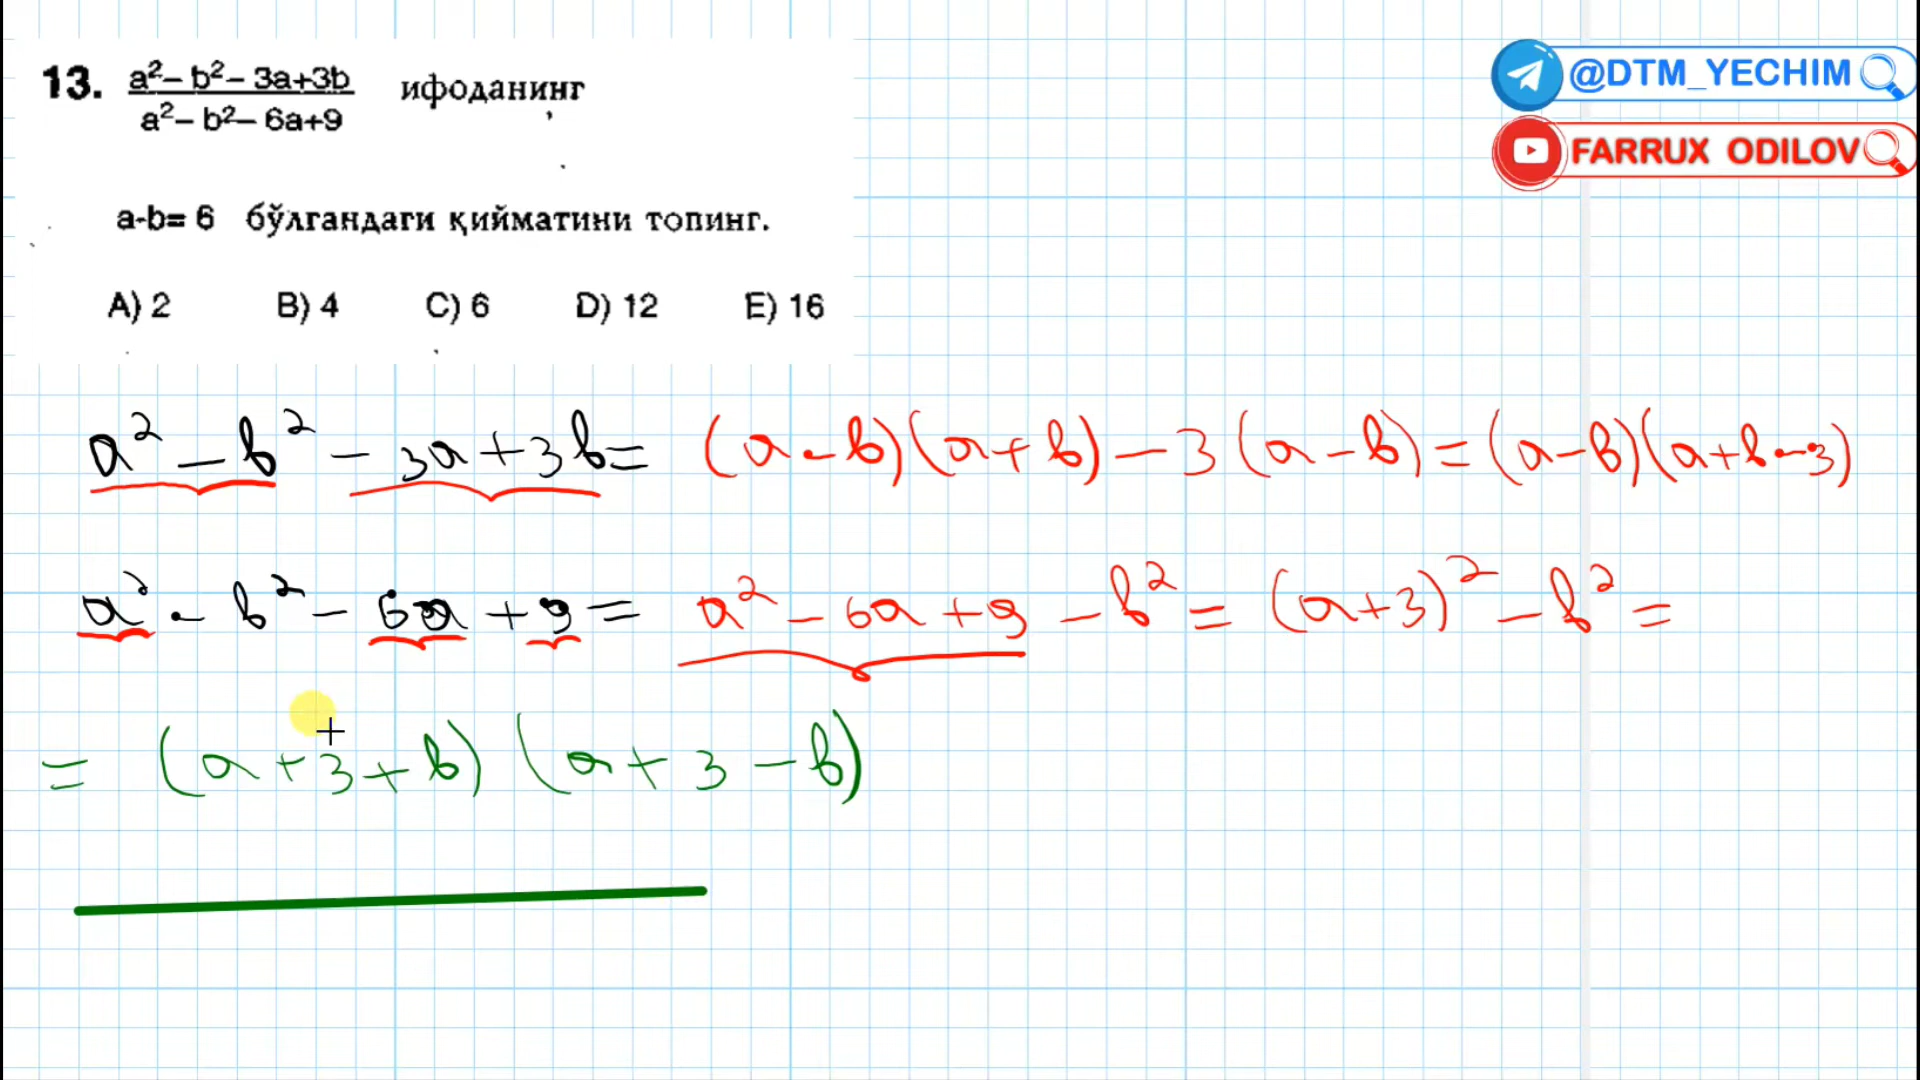 @DTM_YECHIM
FARRUX ODILOV
13. a²– b²– 3a+3b / a²– b²– 6a+9 ифоданинг
a-b= 6 бўлгандаги қийматини топинг.
A) 2 B) 4 C) 6 D) 12 E) 16
a² – b² – 3a + 3b = (a - b)(a + b) – 3(a – b) = (a – b)(a + b - 3)
a² - b² – 6a + 9 = a² – 6a + 9 – b² = (a + 3)² – b² =
= (a + 3 + b)(a + 3 – b)